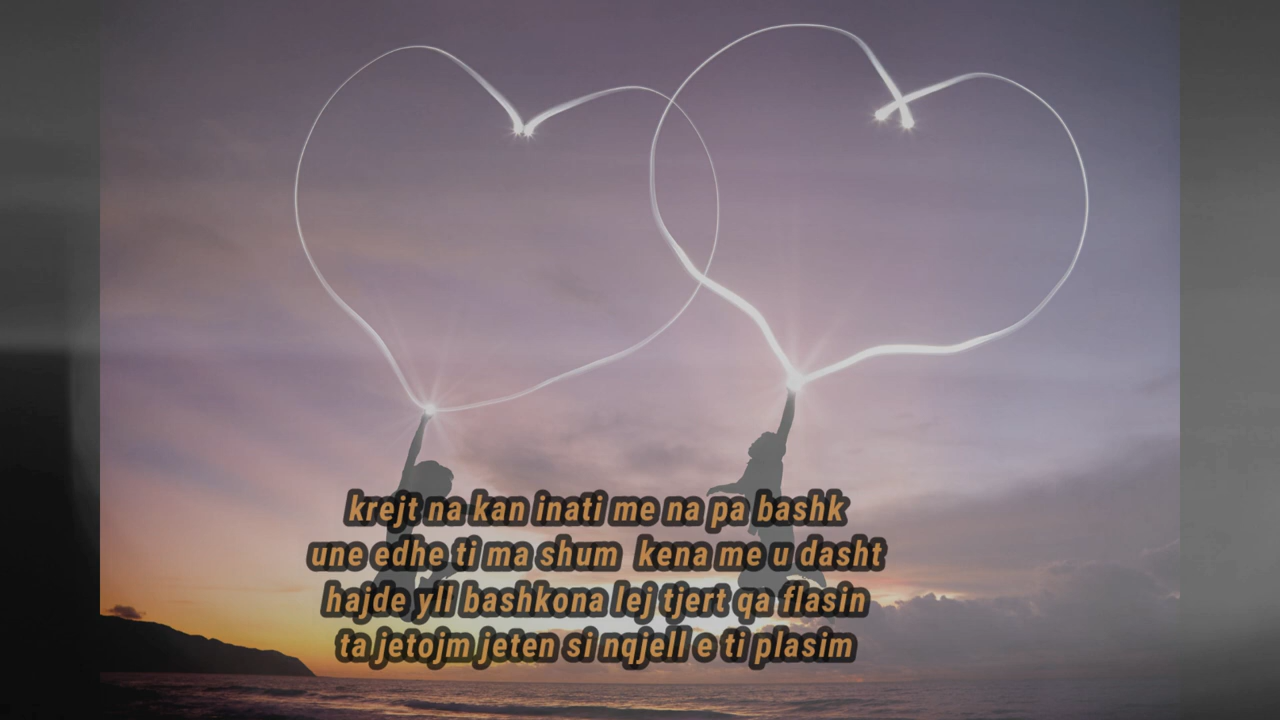 krejt na kan inati me na pa bashk
une edhe ti ma shum kena me u dasht
hajde yll bashkona lej tjert qa flasin
ta jetojm jeten si nqjell e ti plasim